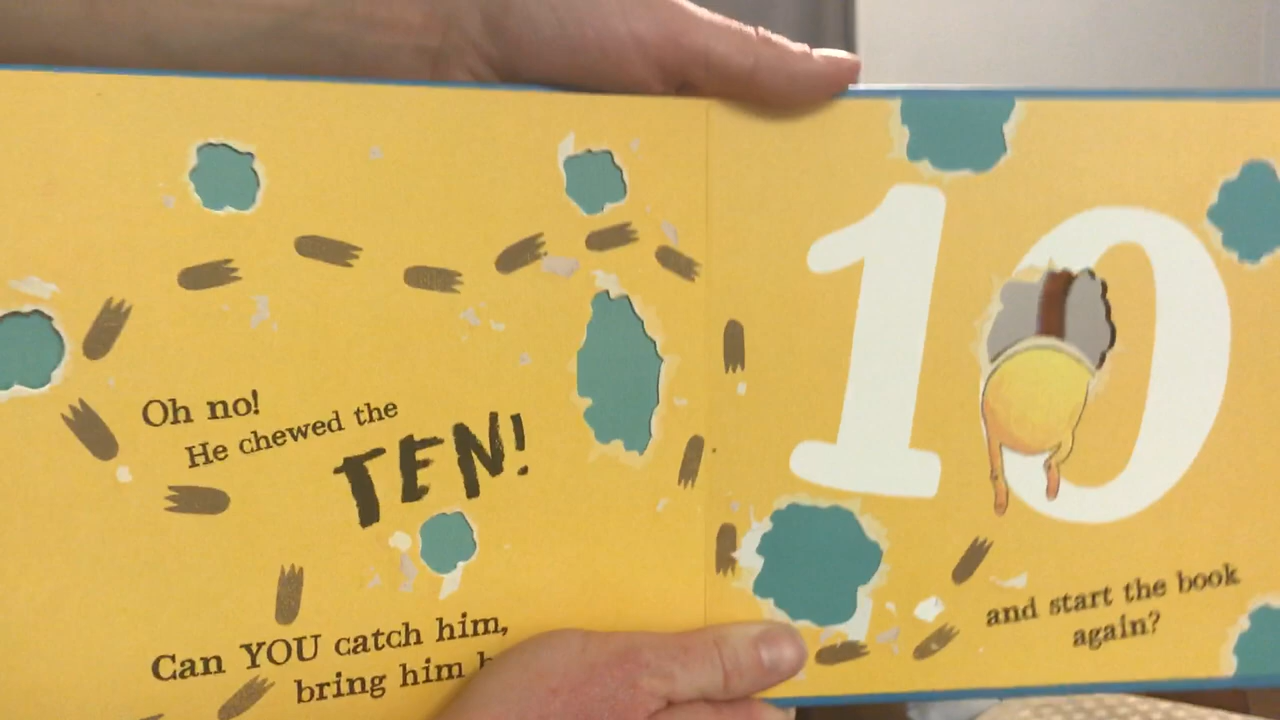 Oh no!
He chewed the
TEN!
Can YOU catch him,
bring him
10
and start the book
again?